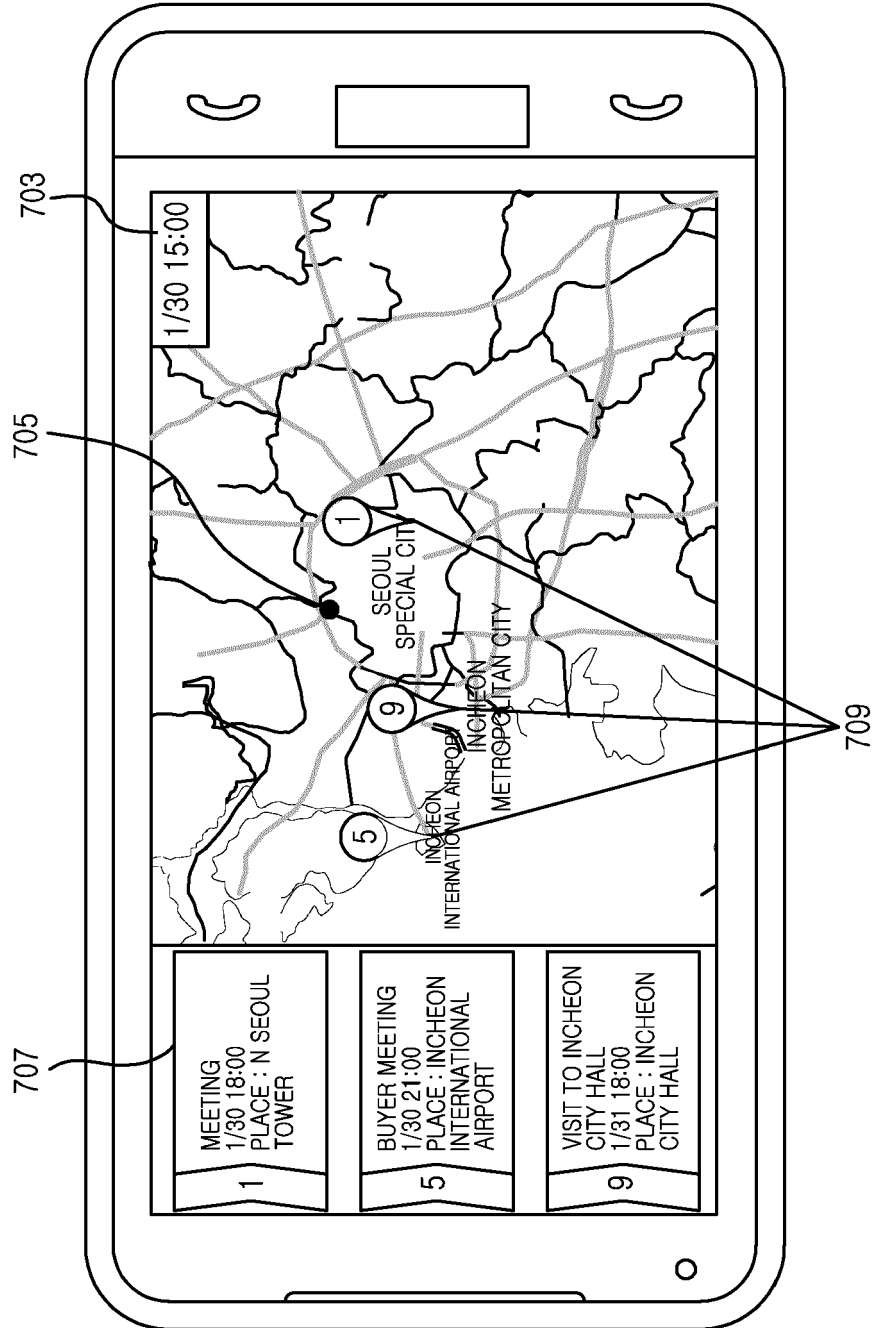 703
705
707
709
1/30 15:00
1
MEETING
1/30 18:00
PLACE : N SEOUL
TOWER
5
BUYER MEETING
1/30 21:00
PLACE : INCHEON
INTERNATIONAL
AIRPORT
9
VISIT TO INCHEON
CITY HALL
1/31 18:00
PLACE : INCHEON
CITY HALL
5
9
1
SEOUL
SPECIAL CITY
INCHEON
INTERNATIONAL AIRPORT
INCHEON
METROPOLITAN CITY